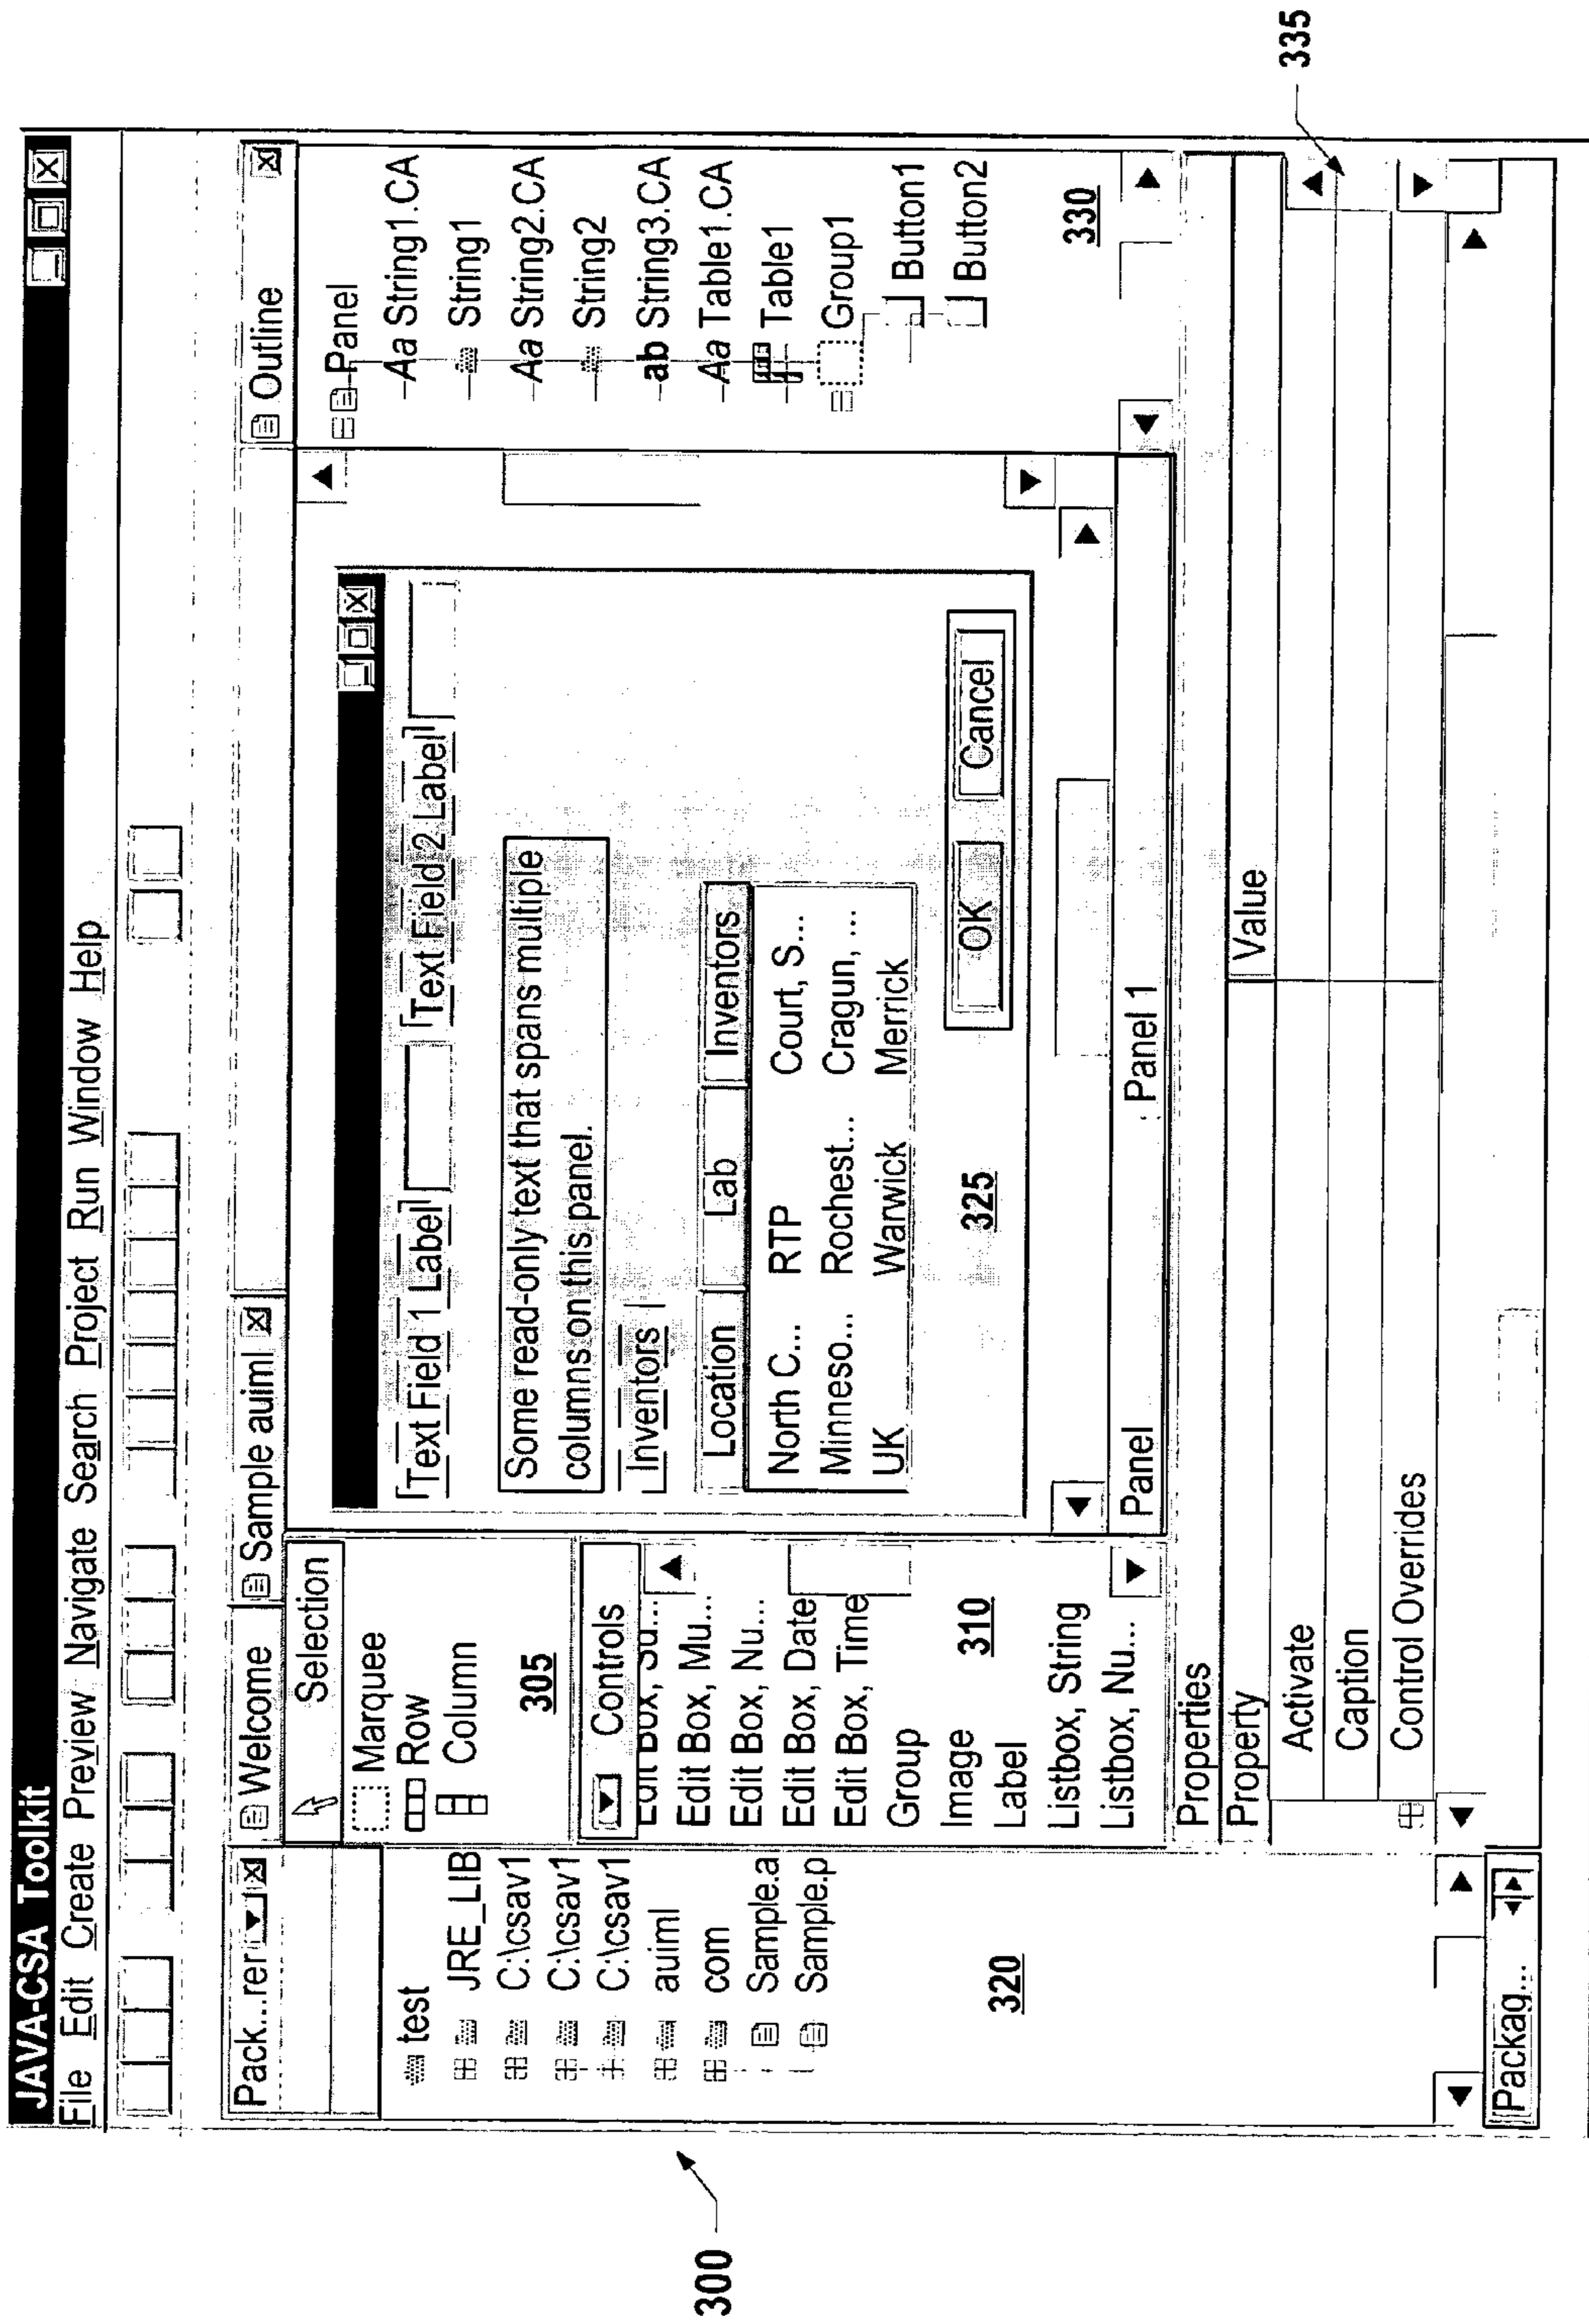 JAVA-CSA Toolkit
File Edit Create Preview Navigate Search Project Run Window Help
Pack...rer
test
JRE_LIB
C:\csav1
C:\csav1
C:\csav1
auiml
com
Sample.a
Sample.p
320
Packag...
Welcome
Sample auiml
Selection
Marquee
Row
Column
305
Controls
Edit Box, Su...
Edit Box, Mu...
Edit Box, Nu...
Edit Box, Date
Edit Box, Time
Group
Image
Label
310
Listbox, String
Listbox, Nu...
Text Field 1 Label
Text Field 2 Label
Some read-only text that spans multiple
columns on this panel.
Inventors
Location Lab Inventors
North C... RTP Court, S...
Minneso... Rochest... Cragun, ...
UK Warwick Merrick
325
OK Cancel
Panel Panel 1
Outline
Panel
Aa String1.CA
String1
Aa String2.CA
String2
ab String3.CA
Aa Table1.CA
Table1
Group1
Button1
Button2
330
Properties
Property Value
Activate
Caption
Control Overrides
335
300